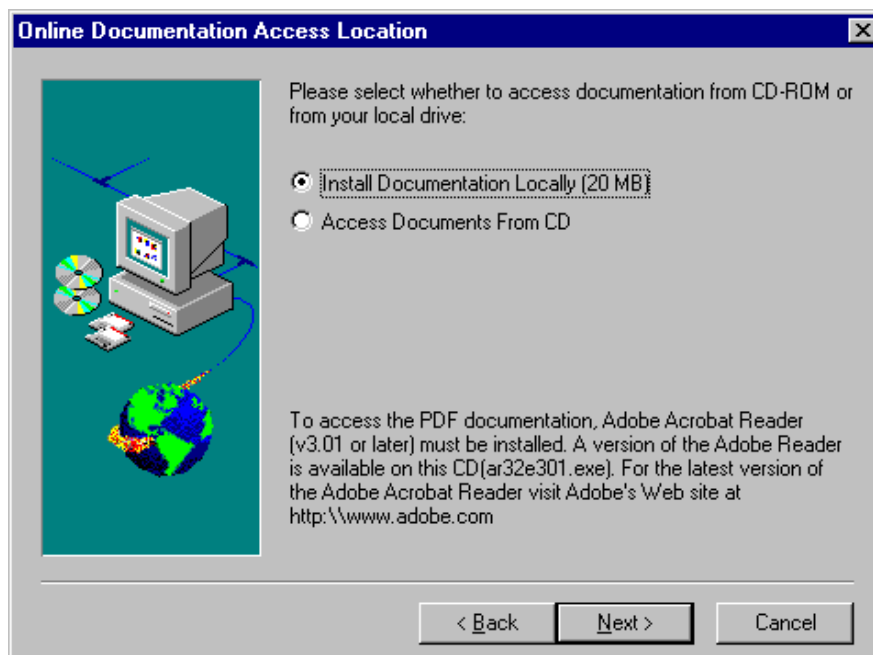 Online Documentation Access Location
Please select whether to access documentation from CD-ROM or
from your local drive:
Install Documentation Locally (20 MB)
Access Documents From CD
To access the PDF documentation, Adobe Acrobat Reader
(v3.01 or later) must be installed. A version of the Adobe Reader
is available on this CD(ar32e301.exe). For the latest version of
the Adobe Acrobat Reader visit Adobe's Web site at
http:\\www.adobe.com
< Back
Next >
Cancel